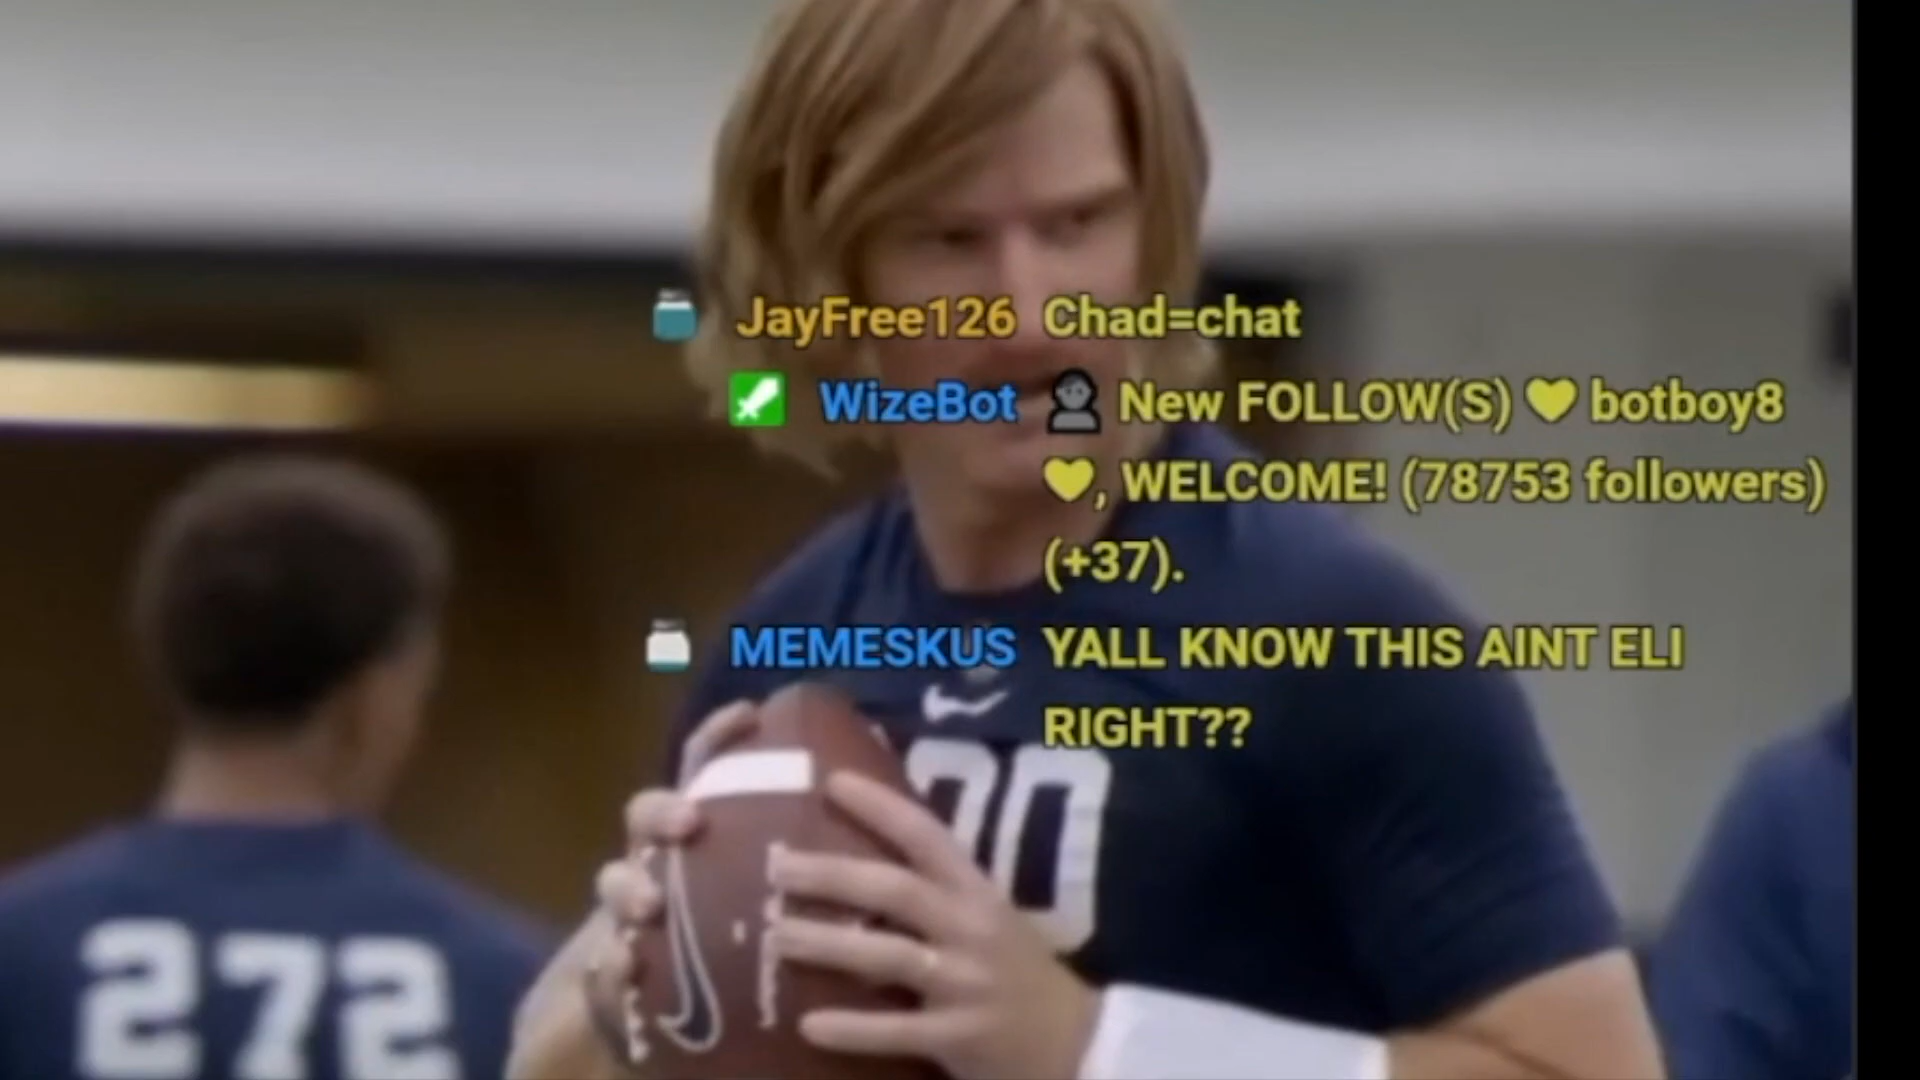 JayFree126 Chad=chat
WizeBot New FOLLOW(S) botboy8
, WELCOME! (78753 followers)
(+37).
MEMESKUS YALL KNOW THIS AINT ELI
RIGHT??
272